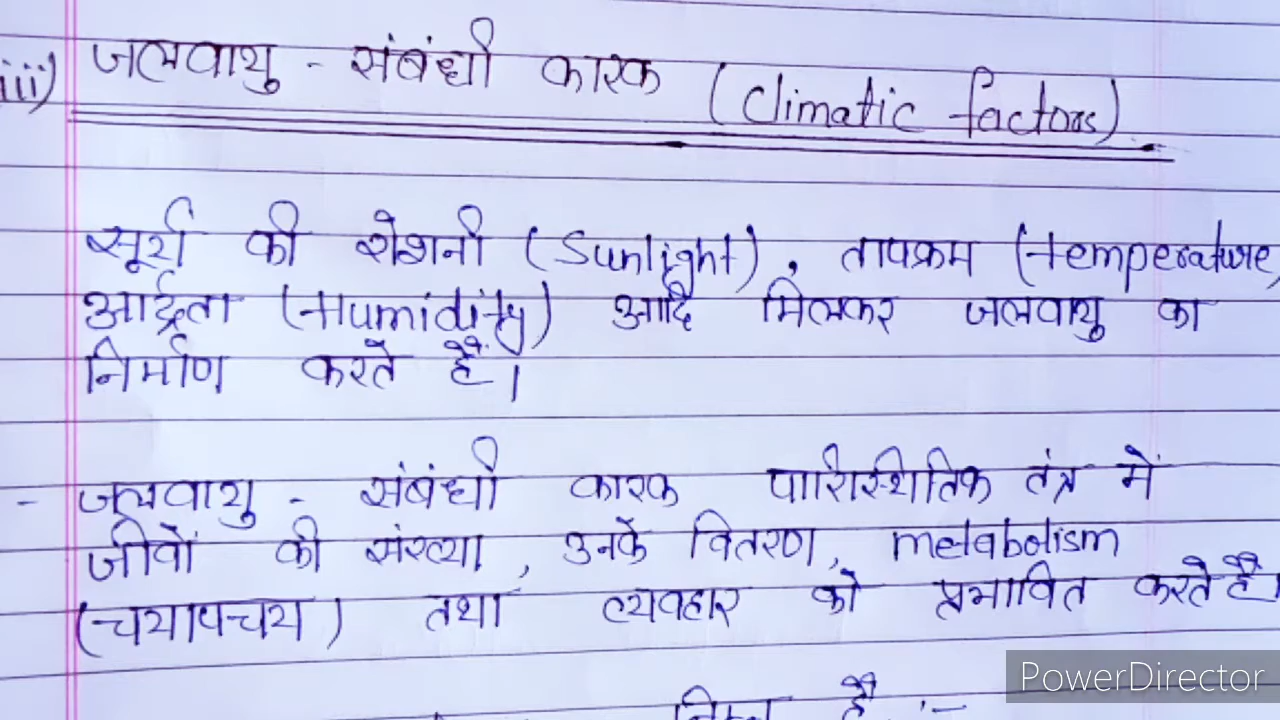 iii) जलवायु - संबंधी कारक (Climatic factors)
सूर्य की रोशनी (Sunlight), तापक्रम (temperature,
आर्द्रता (Humidity) आदि मिलकर जलवायु का
निर्माण करते हैं।
- जलवायु - संबंधी कारक पारिस्थितिक तंत्र में
जीवों की संख्या, उनके वितरण, metabolism
(चयापचय) तथा व्यवहार को प्रभावित करते हैं।
निम्न हैं :-
PowerDirector